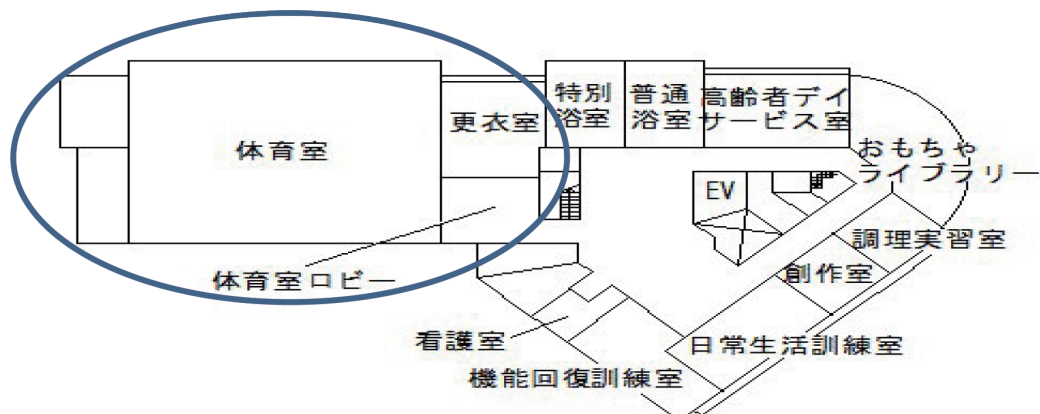 体育室
更衣室
特別
浴室
普通
浴室
高齢者デイ
サービス室
おもちゃ
ライブラリー
EV
調理実習室
創作室
体育室ロビー
看護室
日常生活訓練室
機能回復訓練室